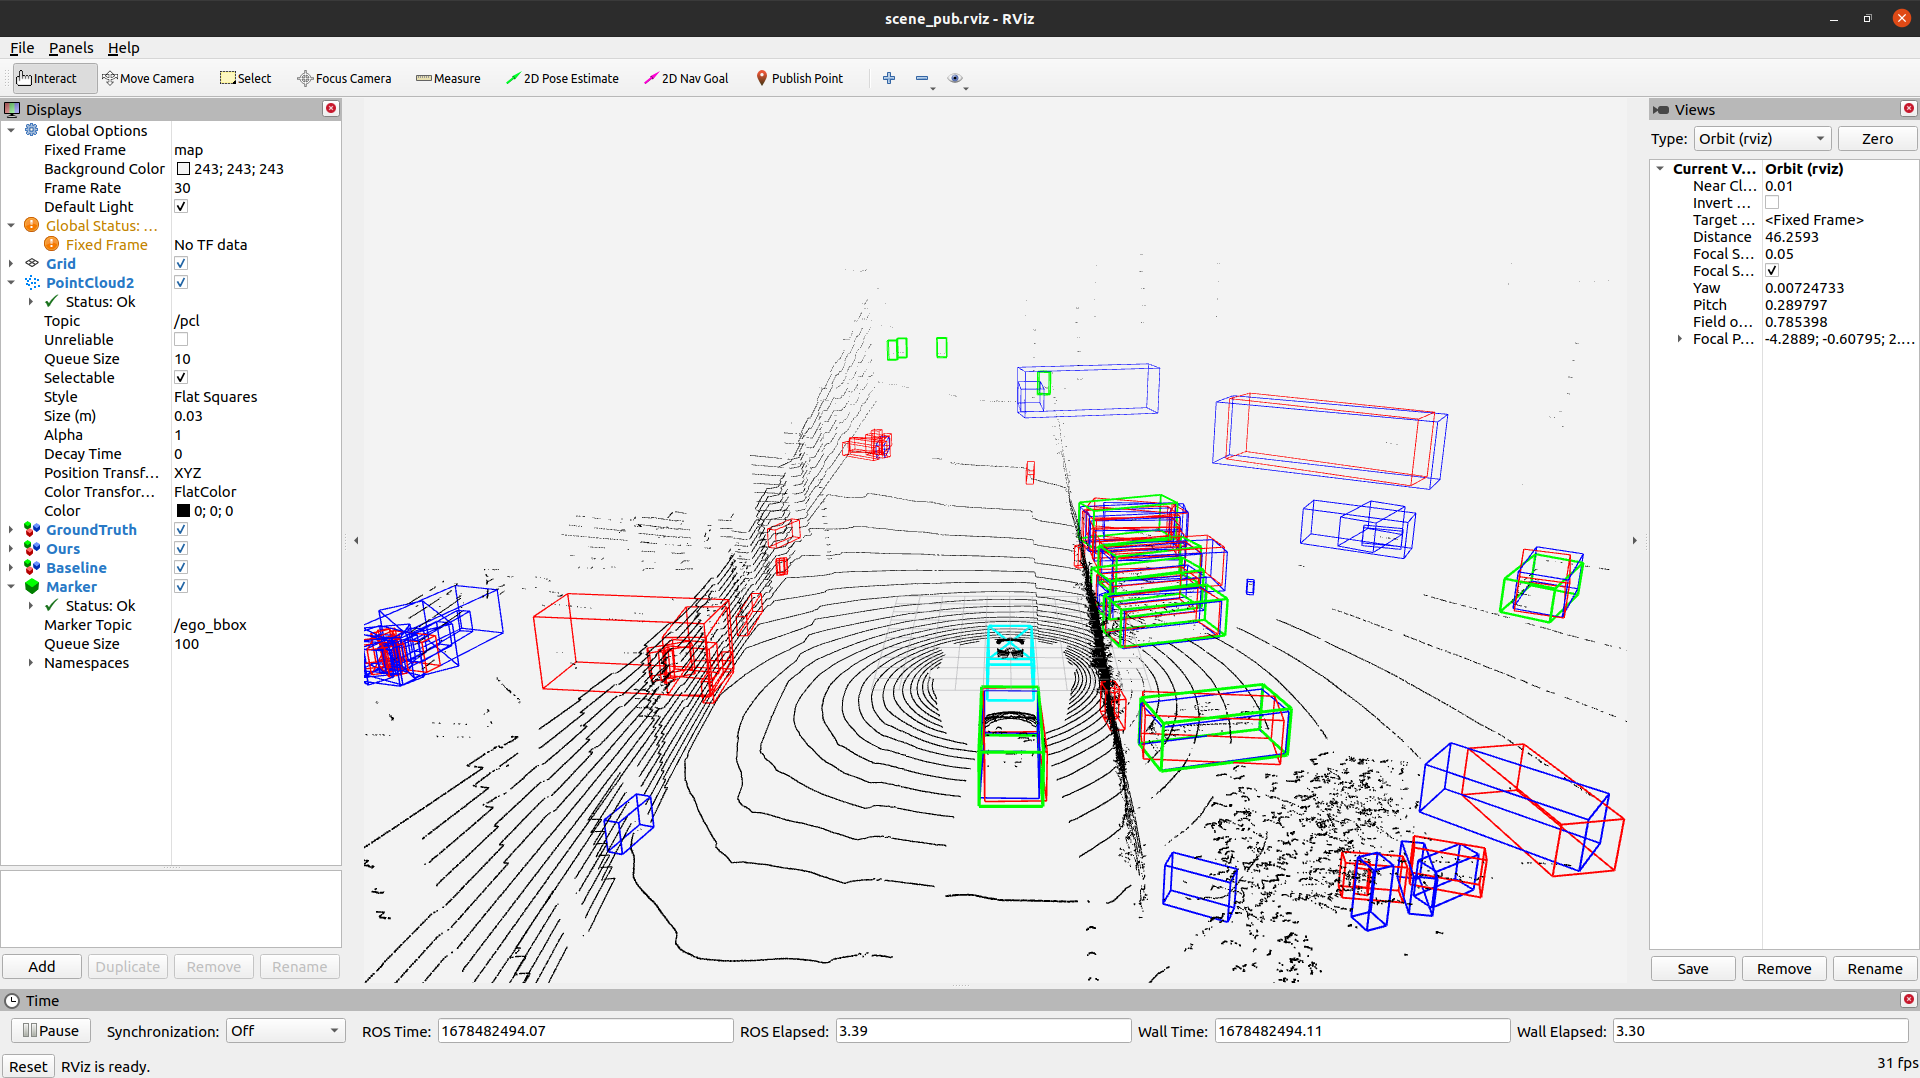 scene_pub.rviz - RViz
File Panels Help
Interact Move Camera Select Focus Camera Measure 2D Pose Estimate 2D Nav Goal Publish Point
Displays
Global Options
Fixed Frame map
Background Color 243; 243; 243
Frame Rate 30
Default Light
Global Status: ...
Fixed Frame No TF data
Grid
PointCloud2
Status: Ok
Topic /pcl
Unreliable
Queue Size 10
Selectable
Style Flat Squares
Size (m) 0.03
Alpha 1
Decay Time 0
Position Transf... XYZ
Color Transfor... FlatColor
Color 0; 0; 0
GroundTruth
Ours
Baseline
Marker
Status: Ok
Marker Topic /ego_bbox
Queue Size 100
Namespaces
Add Duplicate Remove Rename
Views
Type: Orbit (rviz) Zero
Current V... Orbit (rviz)
Near Cl... 0.01
Invert ...
Target ... <Fixed Frame>
Distance 46.2593
Focal S... 0.05
Focal S...
Yaw 0.00724733
Pitch 0.289797
Field o... 0.785398
Focal P... -4.2889; -0.60795; 2....
Save Remove Rename
Time
Pause Synchronization: Off ROS Time: 1678482494.07 ROS Elapsed: 3.39 Wall Time: 1678482494.11 Wall Elapsed: 3.30
Reset RViz is ready. 31 fps